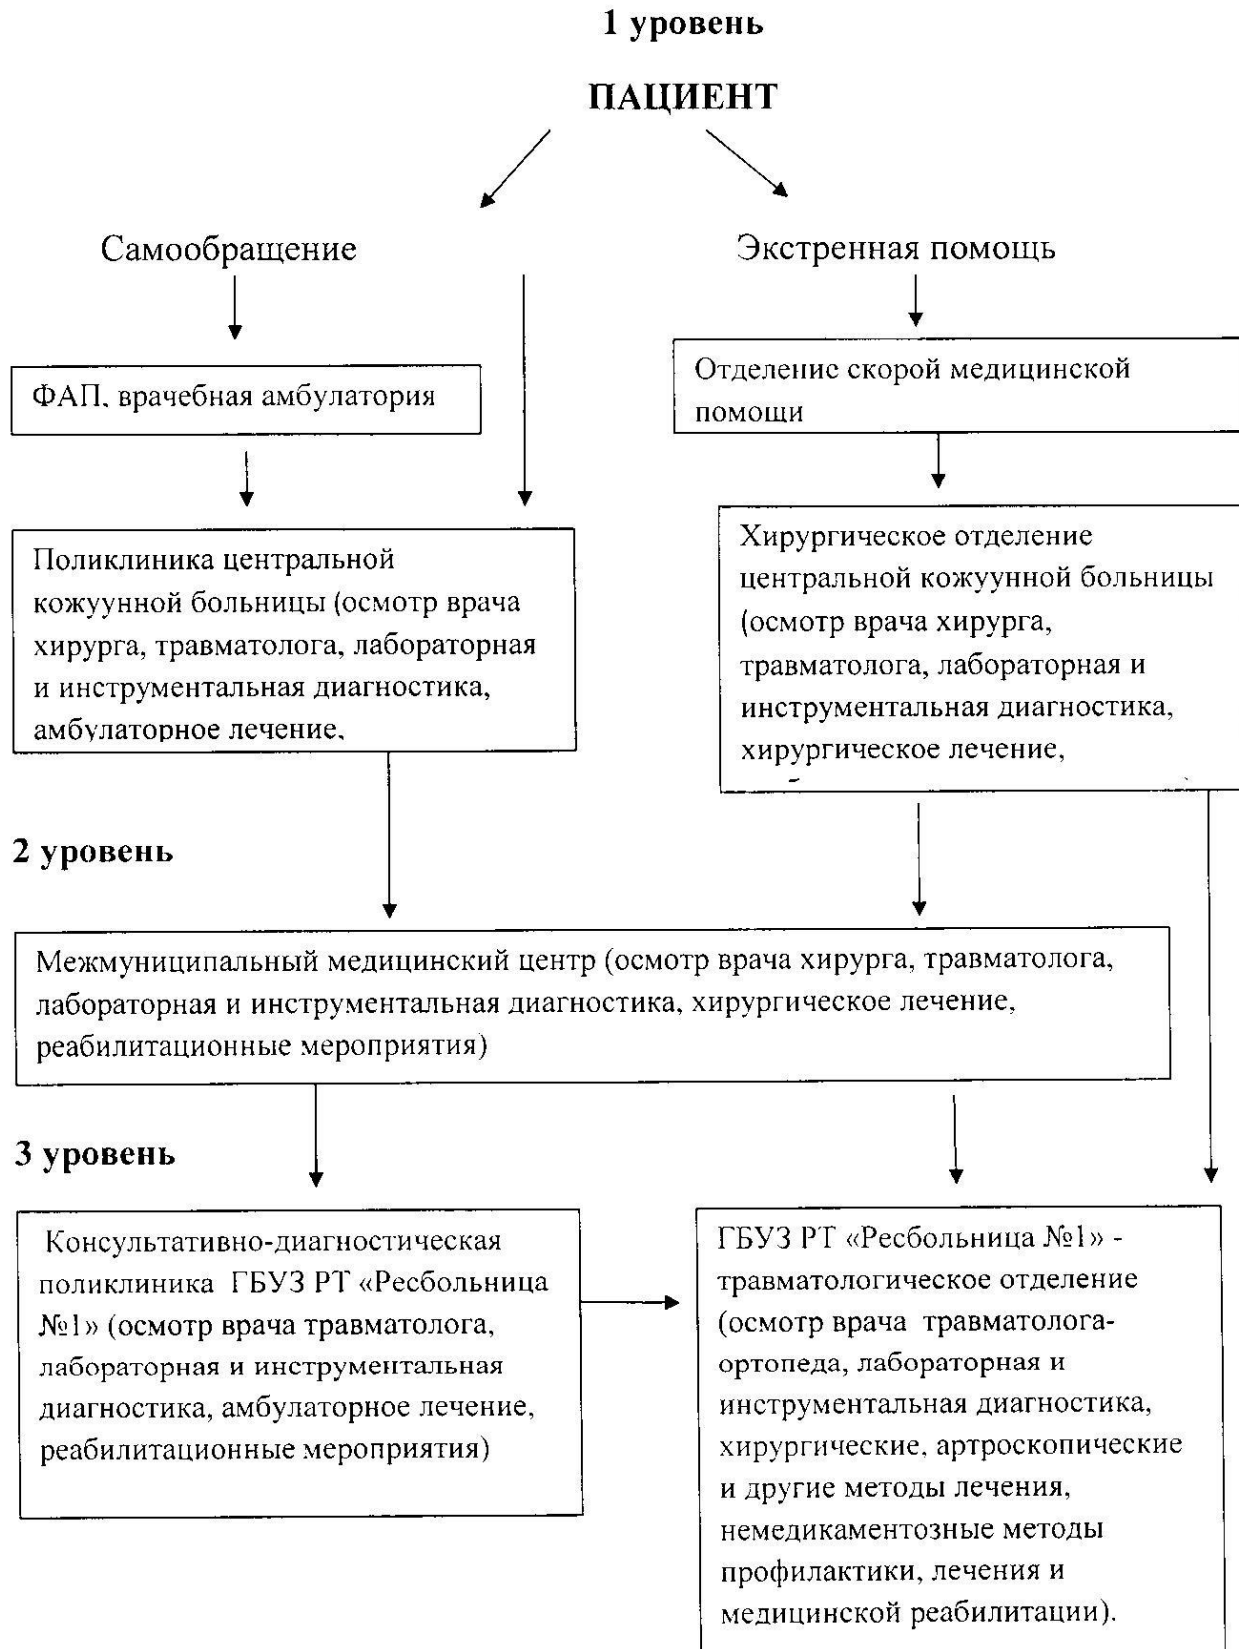 1 уровень
ПАЦИЕНТ
Самообращение
Экстренная помощь
ФАП, врачебная амбулатория
Отделение скорой медицинской
помощи
Поликлиника центральной
кожуунной больницы (осмотр врача
хирурга, травматолога, лабораторная
и инструментальная диагностика,
амбулаторное лечение,
Хирургическое отделение
центральной кожуунной больницы
(осмотр врача хирурга,
травматолога, лабораторная и
инструментальная диагностика,
хирургическое лечение,
2 уровень
Межмуниципальный медицинский центр (осмотр врача хирурга, травматолога,
лабораторная и инструментальная диагностика, хирургическое лечение,
реабилитационные мероприятия)
3 уровень
Консультативно-диагностическая
поликлиника ГБУЗ РТ «Ресбольница
№1» (осмотр врача травматолога,
лабораторная и инструментальная
диагностика, амбулаторное лечение,
реабилитационные мероприятия)
ГБУЗ РТ «Ресбольница №1» -
травматологическое отделение
(осмотр врача травматолога-
ортопеда, лабораторная и
инструментальная диагностика,
хирургические, артроскопические
и другие методы лечения,
немедикаментозные методы
профилактики, лечения и
медицинской реабилитации).